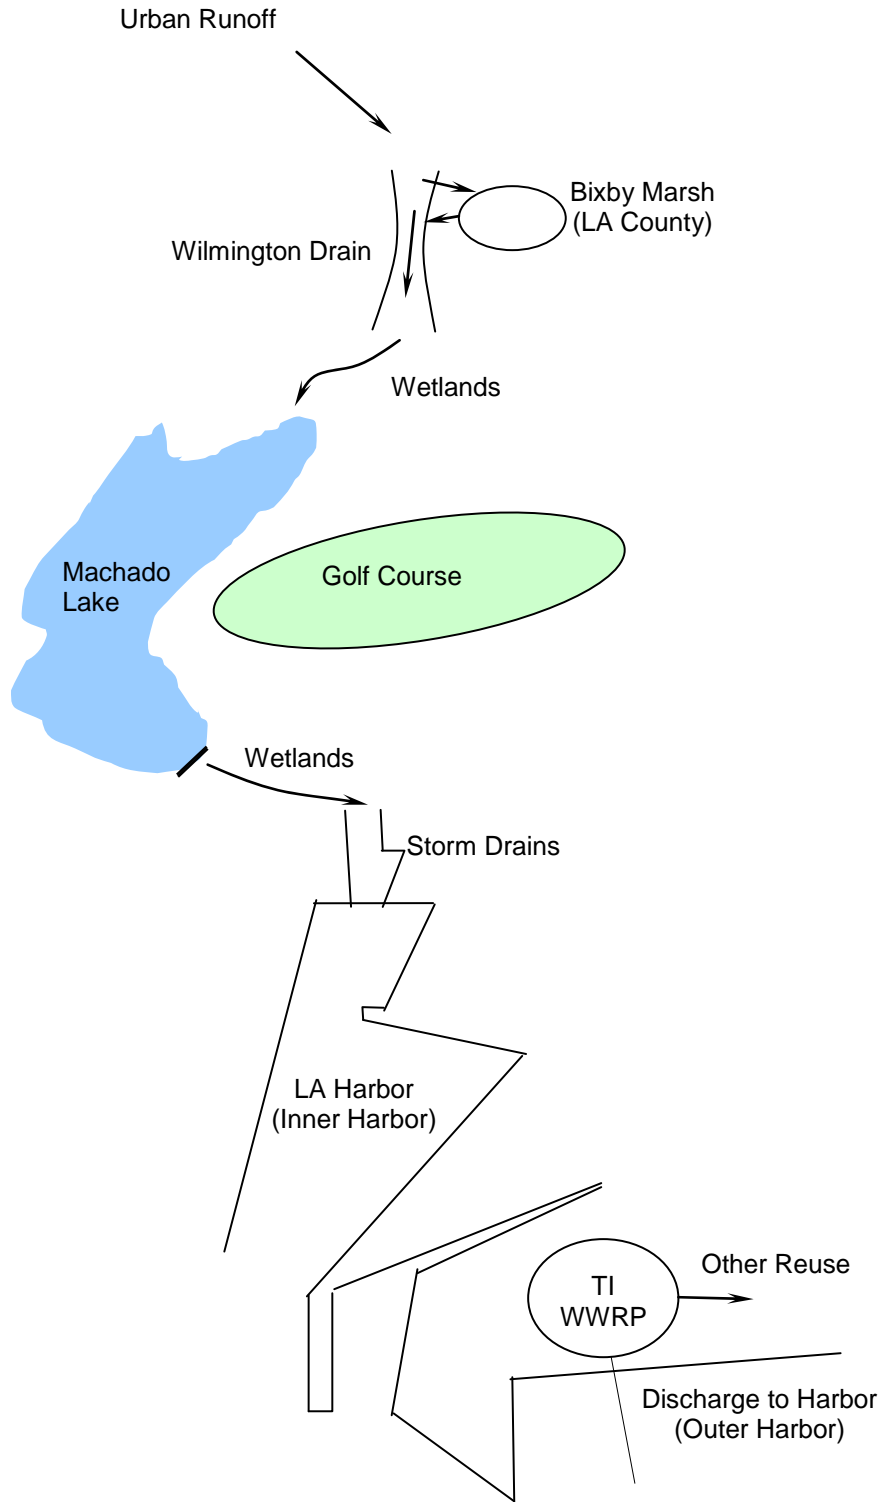 Urban Runoff
Bixby Marsh
(LA County)
Wilmington Drain
Wetlands
Machado
Lake
Golf Course
Wetlands
Storm Drains
LA Harbor
(Inner Harbor)
Other Reuse
TI
WWRP
Discharge to Harbor
(Outer Harbor)